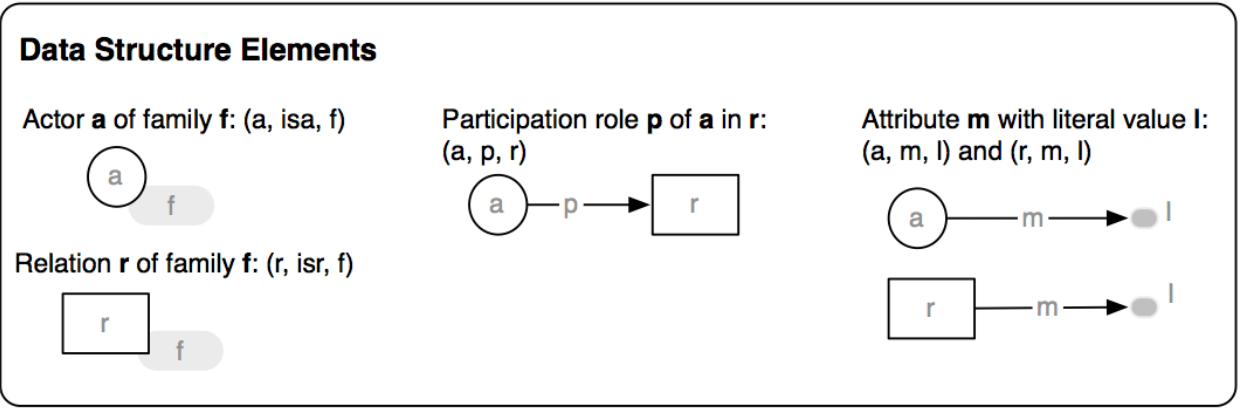 Data Structure Elements
Actor a of family f: (a, isa, f)
a
f
Relation r of family f: (r, isr, f)
r
f
Participation role p of a in r:
(a, p, r)
a p r
Attribute m with literal value l:
(a, m, l) and (r, m, l)
a m l
r m l